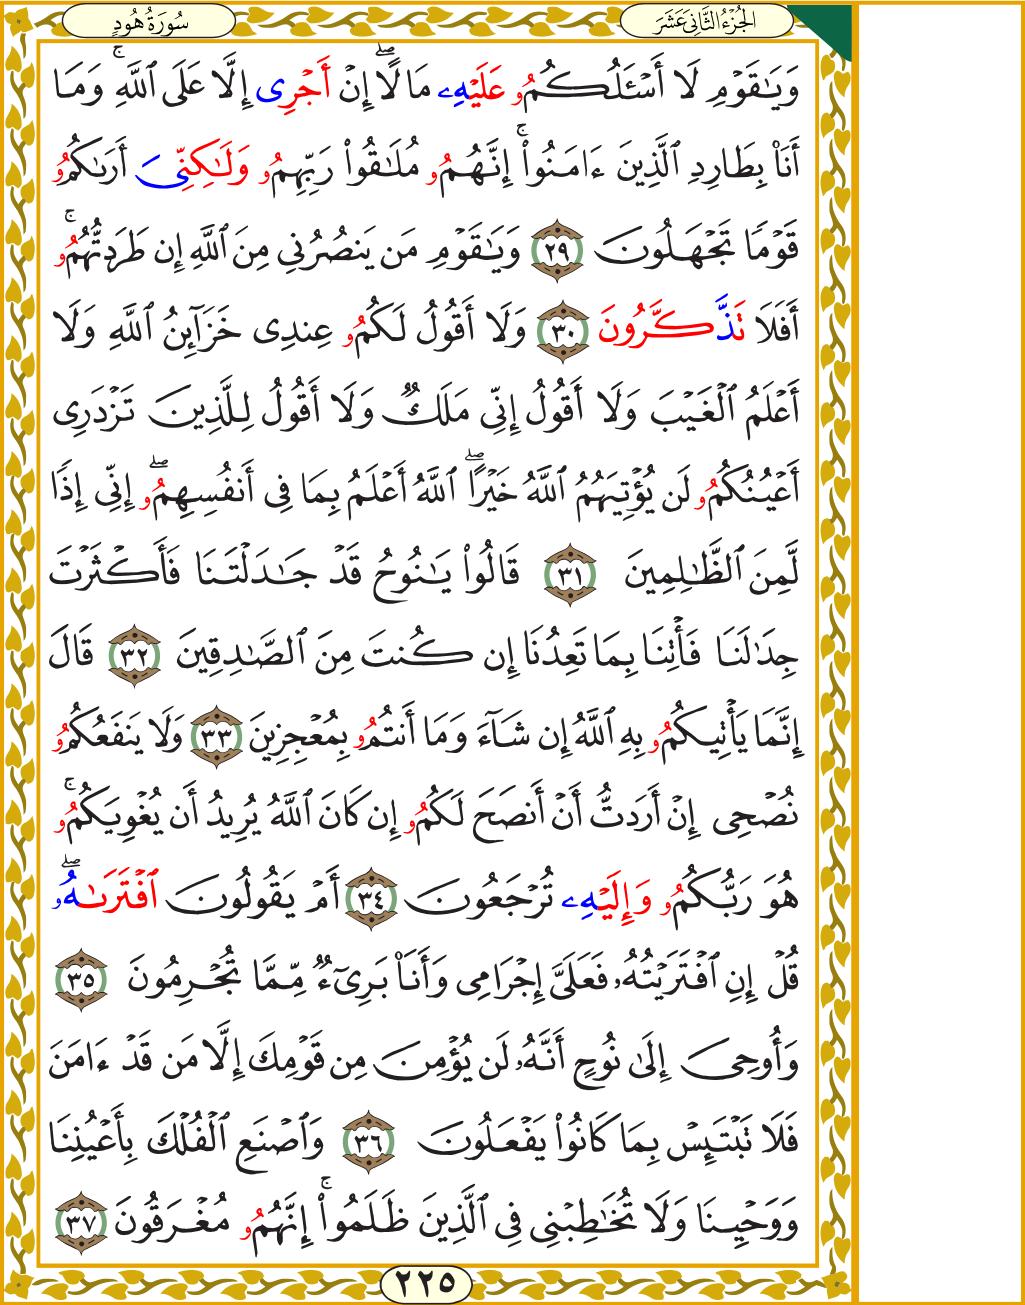 الجُزْءُ الثَّانِيَ عَشَرَ
سُورَةُ هُودٍ
وَيَٰقَوْمِ لَا أَسْـَٔلُكُمُۥ عَلَيْهِۦ مَالًاۖ إِنْ أَجْرِى إِلَّا عَلَى ٱللَّهِۚ وَمَا
أَنَا۠ بِطَارِدِ ٱلَّذِينَ ءَامَنُوا۟ۚ إِنَّهُمُۥ مُلَٰقُوا۟ رَبِّهِمُۥ وَلَٰكِنِّىَ أَرَىٰكُمُۥ
قَوْمًا تَجْهَلُونَ ٢٩ وَيَٰقَوْمِ مَن يَنصُرُنِى مِنَ ٱللَّهِ إِن طَرَدتُّهُمُۥۚ
أَفَلَا تَذَّكَّرُونَ ٣٠ وَلَا أَقُولُ لَكُمُۥ عِندِى خَزَآئِنُ ٱللَّهِ وَلَا
أَعْلَمُ ٱلْغَيْبَ وَلَا أَقُولُ إِنِّى مَلَكٌ وَلَا أَقُولُ لِلَّذِينَ تَزْدَرِى
أَعْيُنُكُمُۥ لَن يُؤْتِيَهُمُ ٱللَّهُ خَيْرًاۖ ٱللَّهُ أَعْلَمُ بِمَا فِى أَنفُسِهِمُۥۖ إِنِّى إِذًا
لَّمِنَ ٱلظَّٰلِمِينَ ٣١ قَالُوا۟ يَٰنُوحُ قَدْ جَٰدَلْتَنَا فَأَكْثَرْتَ
جِدَٰلَنَا فَأْتِنَا بِمَا تَعِدُنَا إِن كُنتَ مِنَ ٱلصَّٰدِقِينَ ٣٢ قَالَ
إِنَّمَا يَأْتِيكُمُۥ بِهِ ٱللَّهُ إِن شَآءَ وَمَا أَنتُمُۥ بِمُعْجِزِينَ ٣٣ وَلَا يَنفَعُكُمُۥ
نُصْحِى إِنْ أَرَدتُّ أَنْ أَنصَحَ لَكُمُۥ إِن كَانَ ٱللَّهُ يُرِيدُ أَن يُغْوِيَكُمُۥۚ
هُوَ رَبُّكُمُۥ وَإِلَيْهِۦ تُرْجَعُونَ ٣٤ أَمْ يَقُولُونَ ٱفْتَرَىٰهُۥۖ
قُلْ إِنِ ٱفْتَرَيْتُهُۥ فَعَلَىَّ إِجْرَامِى وَأَنَا۠ بَرِىٓءٌ مِّمَّا تُجْرِمُونَ ٣٥
وَأُوحِىَ إِلَىٰ نُوحٍ أَنَّهُۥ لَن يُؤْمِنَ مِن قَوْمِكَ إِلَّا مَن قَدْ ءَامَنَ
فَلَا تَبْتَئِسْ بِمَا كَانُوا۟ يَفْعَلُونَ ٣٦ وَٱصْنَعِ ٱلْفُلْكَ بِأَعْيُنِنَا
وَوَحْيِنَا وَلَا تُخَٰطِبْنِى فِى ٱلَّذِينَ ظَلَمُوا۟ۚ إِنَّهُمُۥ مُغْرَقُونَ ٣٧
٢٢٥